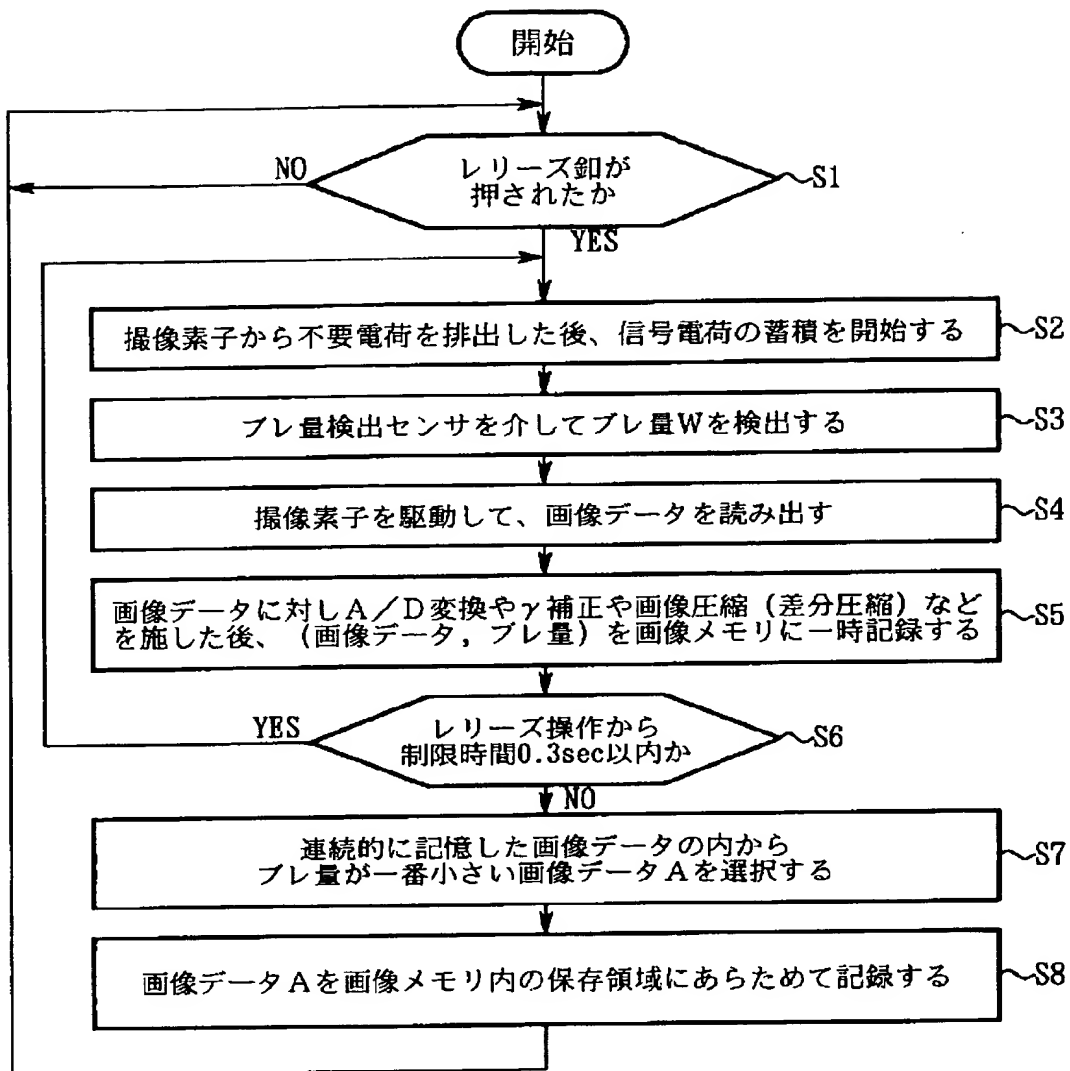 開始
NO
レリーズ釦が
押されたか
S1
YES
撮像素子から不要電荷を排出した後、信号電荷の蓄積を開始する
S2
ブレ量検出センサを介してブレ量Wを検出する
S3
撮像素子を駆動して、画像データを読み出す
S4
画像データに対しA／D変換やγ補正や画像圧縮（差分圧縮）など
を施した後、（画像データ，ブレ量）を画像メモリに一時記録する
S5
YES
レリーズ操作から
制限時間0.3sec以内か
S6
NO
連続的に記憶した画像データの内から
ブレ量が一番小さい画像データAを選択する
S7
画像データAを画像メモリ内の保存領域にあらためて記録する
S8